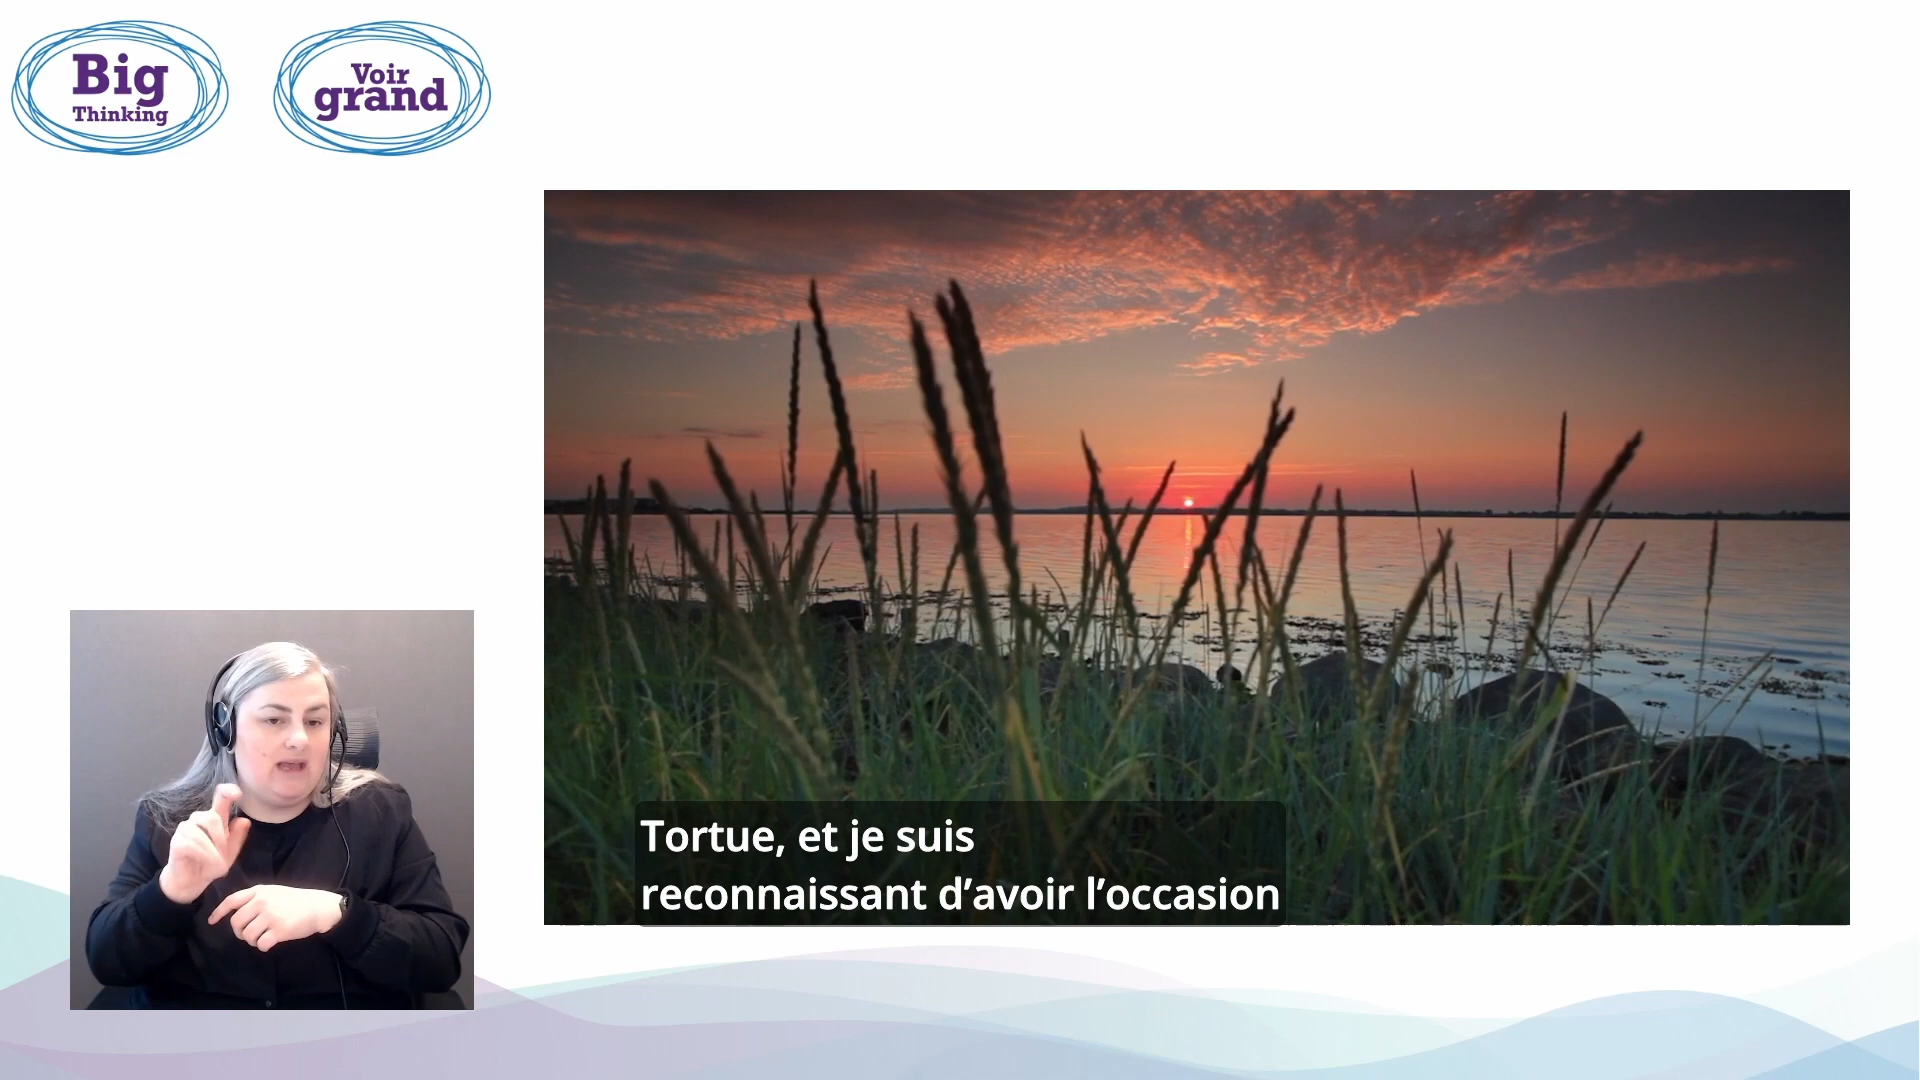 Big
Thinking
Voir
grand
Tortue, et je suis
reconnaissant d’avoir l’occasion